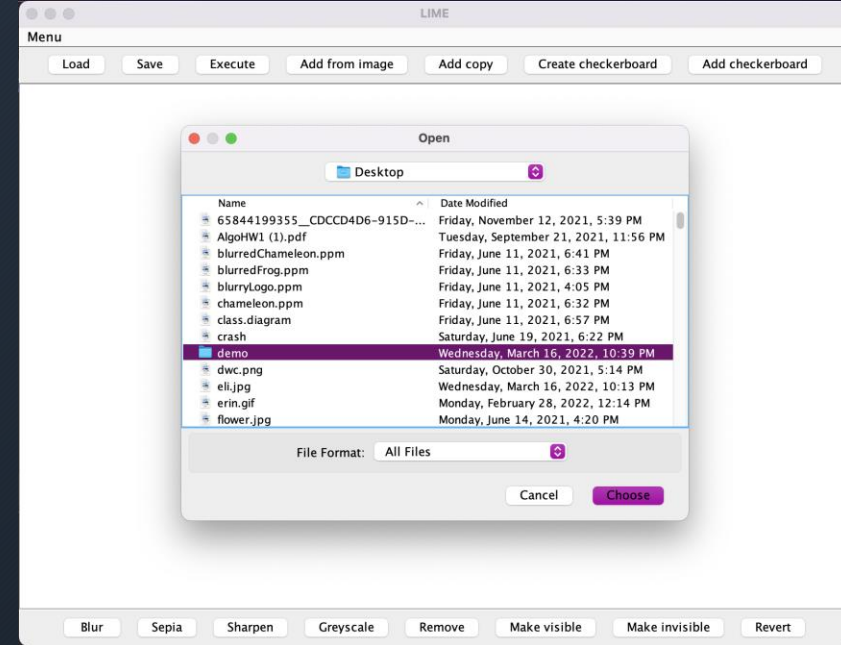 LIME
Menu
Load Save Execute Add from image Add copy Create checkerboard Add checkerboard
Open
Desktop
Name Date Modified
65844199355__CDCCD4D6-915D-... Friday, November 12, 2021, 5:39 PM
AlgoHW1 (1).pdf Tuesday, September 21, 2021, 11:56 PM
blurredChameleon.ppm Friday, June 11, 2021, 6:41 PM
blurredFrog.ppm Friday, June 11, 2021, 6:33 PM
blurryLogo.ppm Friday, June 11, 2021, 4:05 PM
chameleon.ppm Friday, June 11, 2021, 6:32 PM
class.diagram Friday, June 11, 2021, 6:57 PM
crash Saturday, June 19, 2021, 6:22 PM
demo Wednesday, March 16, 2022, 10:39 PM
dwc.png Saturday, October 30, 2021, 5:14 PM
eli.jpg Wednesday, March 16, 2022, 10:13 PM
erin.gif Monday, February 28, 2022, 12:14 PM
flower.jpg Monday, June 14, 2021, 4:20 PM
File Format: All Files
Cancel Choose
Blur Sepia Sharpen Greyscale Remove Make visible Make invisible Revert